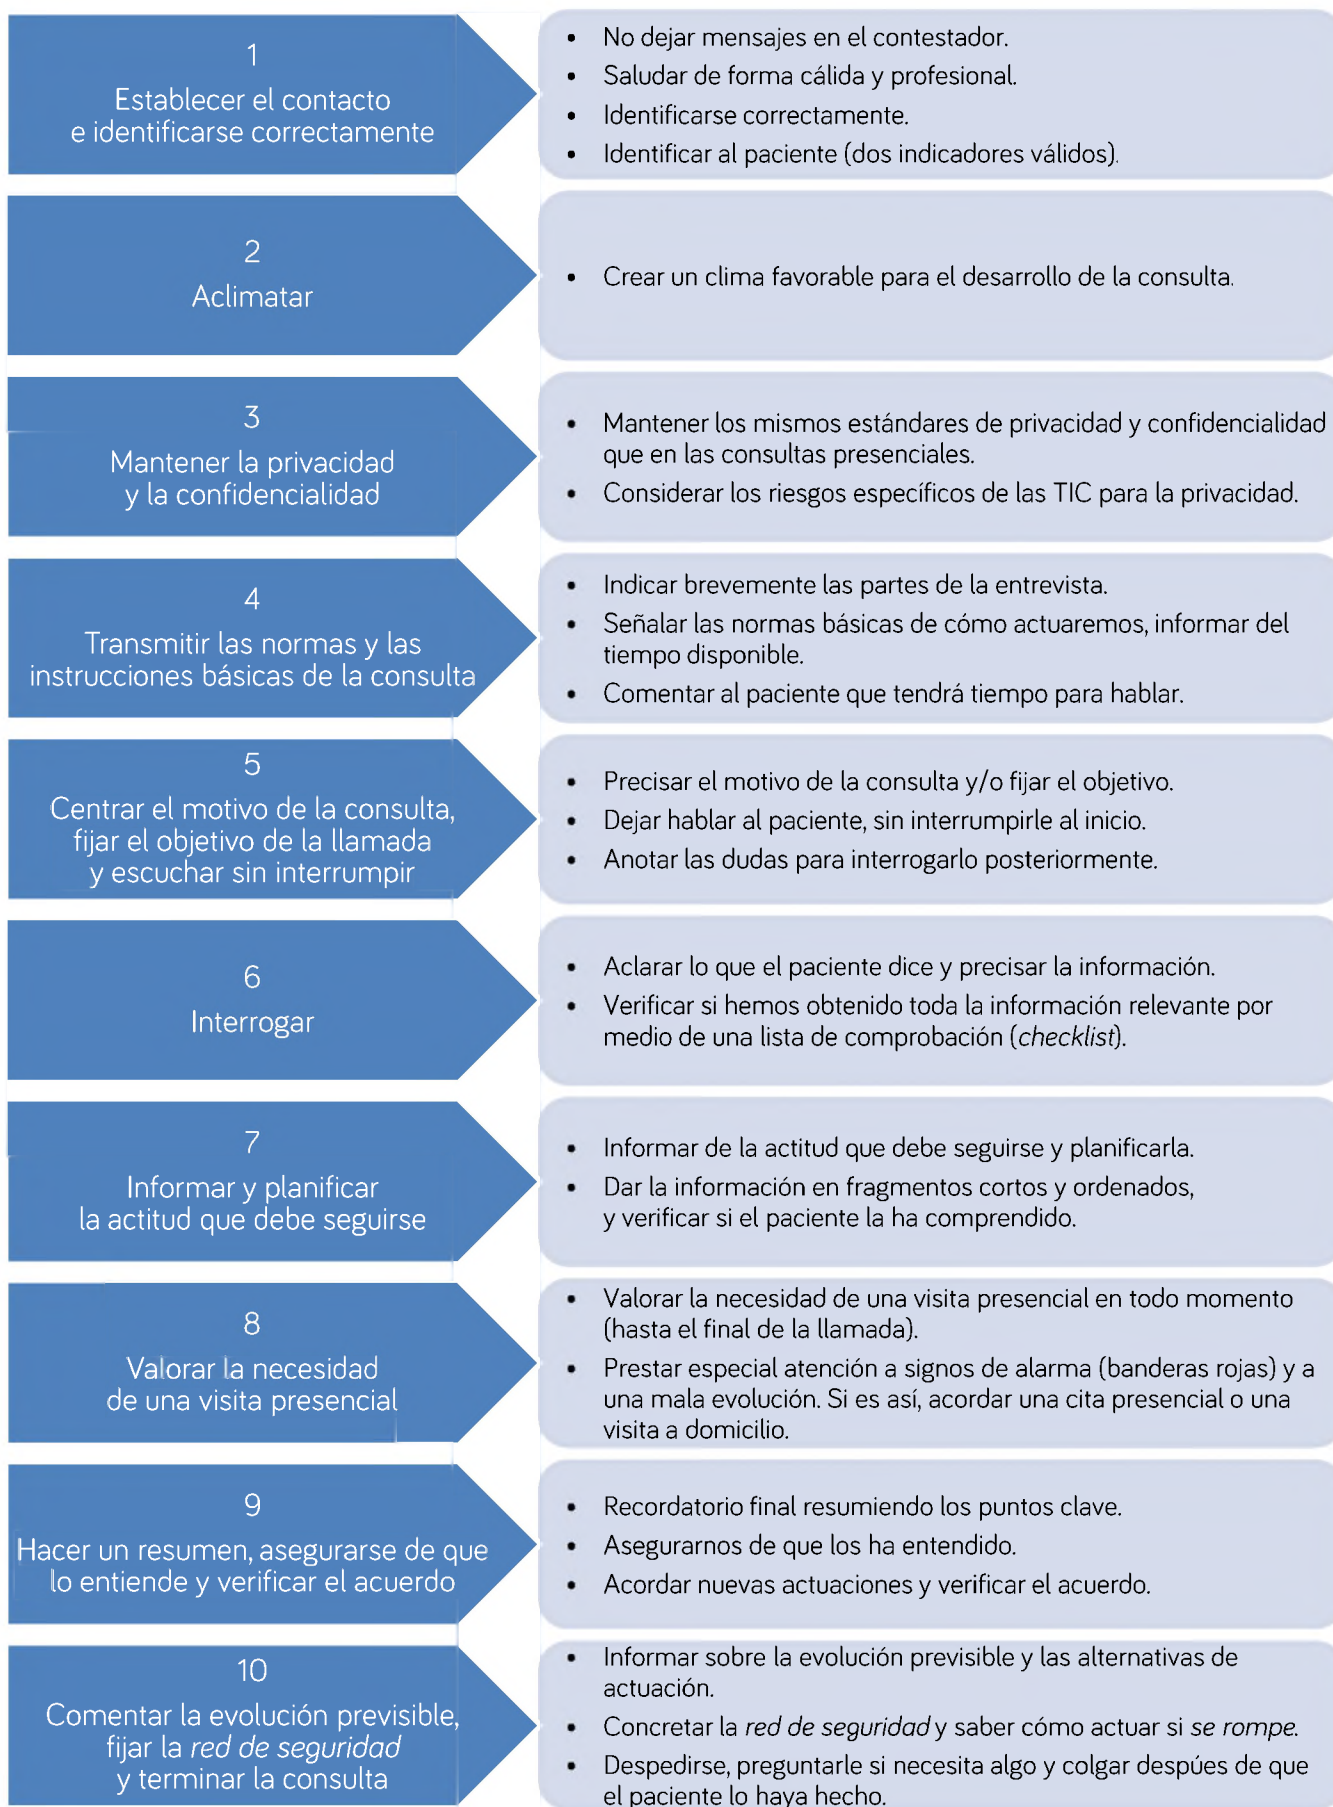 1
Establecer el contacto
e identificarse correctamente
• No dejar mensajes en el contestador.
• Saludar de forma cálida y profesional.
• Identificarse correctamente.
• Identificar al paciente (dos indicadores válidos).
2
Aclimatar
• Crear un clima favorable para el desarrollo de la consulta.
3
Mantener la privacidad
y la confidencialidad
• Mantener los mismos estándares de privacidad y confidencialidad
que en las consultas presenciales.
• Considerar los riesgos específicos de las TIC para la privacidad.
4
Transmitir las normas y las
instrucciones básicas de la consulta
• Indicar brevemente las partes de la entrevista.
• Señalar las normas básicas de cómo actuaremos, informar del
tiempo disponible.
• Comentar al paciente que tendrá tiempo para hablar.
5
Centrar el motivo de la consulta,
fijar el objetivo de la llamada
y escuchar sin interrumpir
• Precisar el motivo de la consulta y/o fijar el objetivo.
• Dejar hablar al paciente, sin interrumpirle al inicio.
• Anotar las dudas para interrogarlo posteriormente.
6
Interrogar
• Aclarar lo que el paciente dice y precisar la información.
• Verificar si hemos obtenido toda la información relevante por
medio de una lista de comprobación (checklist).
7
Informar y planificar
la actitud que debe seguirse
• Informar de la actitud que debe seguirse y planificarla.
• Dar la información en fragmentos cortos y ordenados,
y verificar si el paciente la ha comprendido.
8
Valorar la necesidad
de una visita presencial
• Valorar la necesidad de una visita presencial en todo momento
(hasta el final de la llamada).
• Prestar especial atención a signos de alarma (banderas rojas) y a
una mala evolución. Si es así, acordar una cita presencial o una
visita a domicilio.
9
Hacer un resumen, asegurarse de que
lo entiende y verificar el acuerdo
• Recordatorio final resumiendo los puntos clave.
• Asegurarnos de que los ha entendido.
• Acordar nuevas actuaciones y verificar el acuerdo.
10
Comentar la evolución previsible,
fijar la red de seguridad
y terminar la consulta
• Informar sobre la evolución previsible y las alternativas de
actuación.
• Concretar la red de seguridad y saber cómo actuar si se rompe.
• Despedirse, preguntarle si necesita algo y colgar despúes de que
el paciente lo haya hecho.